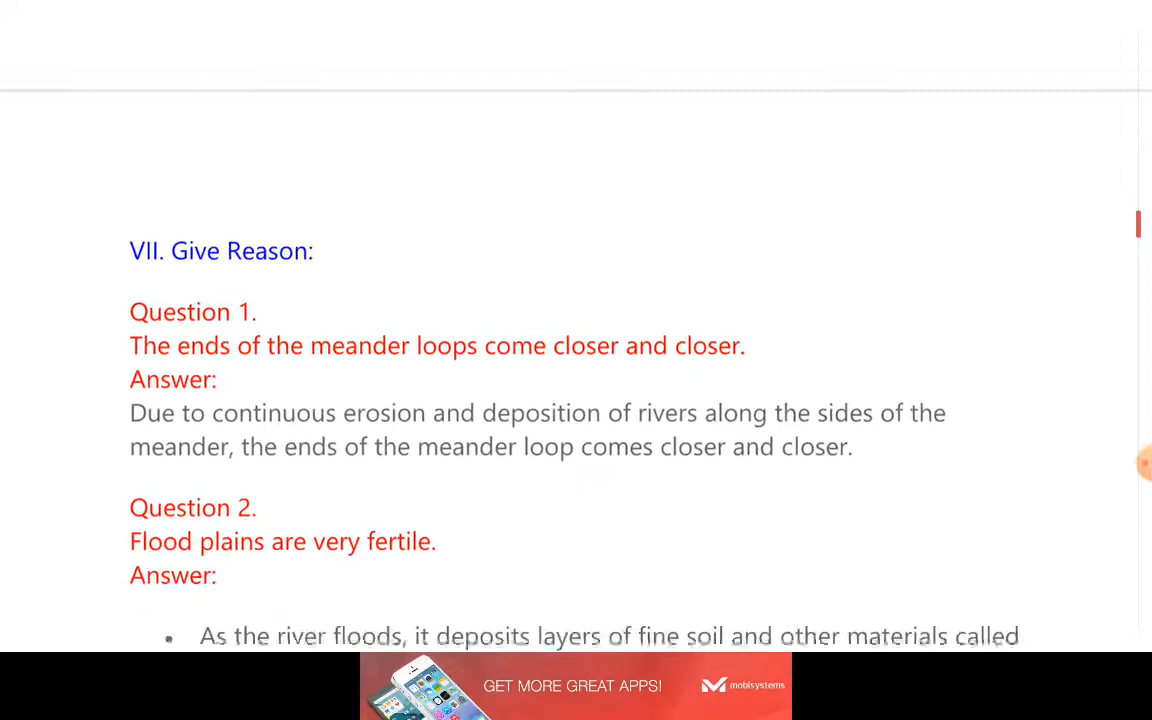 VII. Give Reason:
Question 1.
The ends of the meander loops come closer and closer.
Answer:
Due to continuous erosion and deposition of rivers along the sides of the
meander, the ends of the meander loop comes closer and closer.
Question 2.
Flood plains are very fertile.
Answer:
• As the river floods, it deposits layers of fine soil and other materials called
GET MORE GREAT APPS!
mobisystems